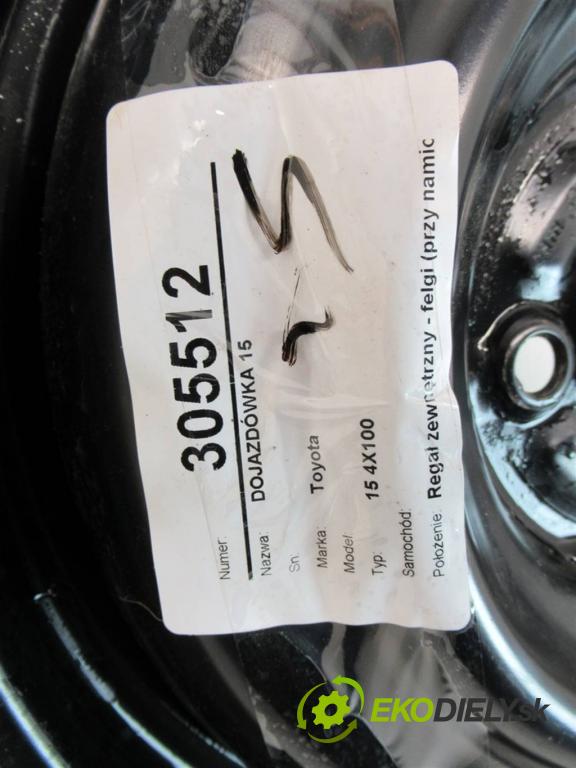 Numer: 305512
Nazwa: DOJAZDÓWKA 15
Sn:
Marka: Toyota
Model:
Typ: 15 4X100
Samochód:
Położenie: Regał zewnętrzny - felgi (przy namic
EKODIELY.sk